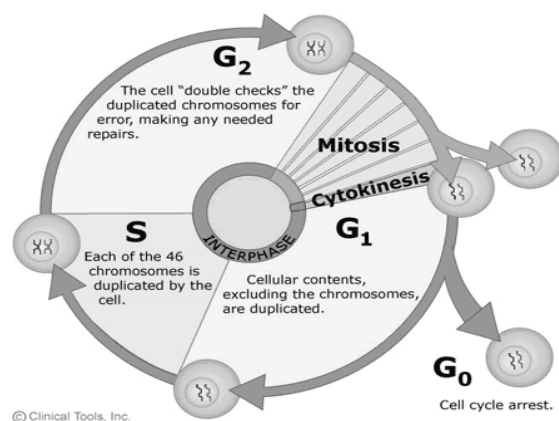 G2
The cell “double checks” the
duplicated chromosomes for
error, making any needed
repairs.
Mitosis
Cytokinesis
S
Each of the 46
chromosomes is
duplicated by the
cell.
INTERPHASE
G1
Cellular contents,
excluding the chromosomes,
are duplicated.
G0
Cell cycle arrest.
© Clinical Tools, Inc.